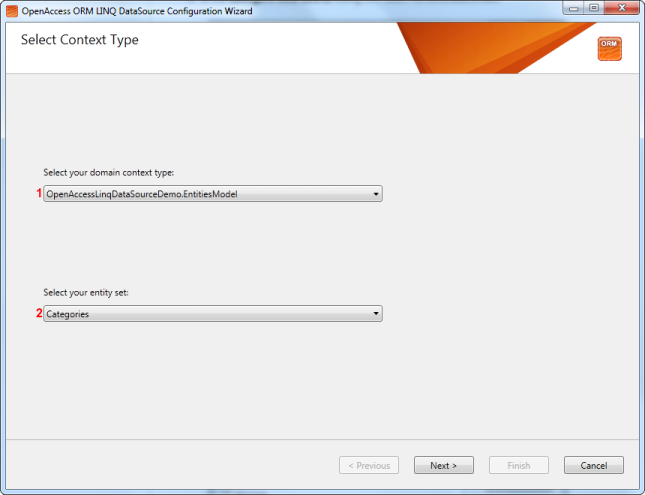 OpenAccess ORM LINQ DataSource Configuration Wizard
Select Context Type
ORM
Select your domain context type:
1 OpenAccessLinqDataSourceDemo.EntitiesModel
Select your entity set:
2 Categories
< Previous Next > Finish Cancel